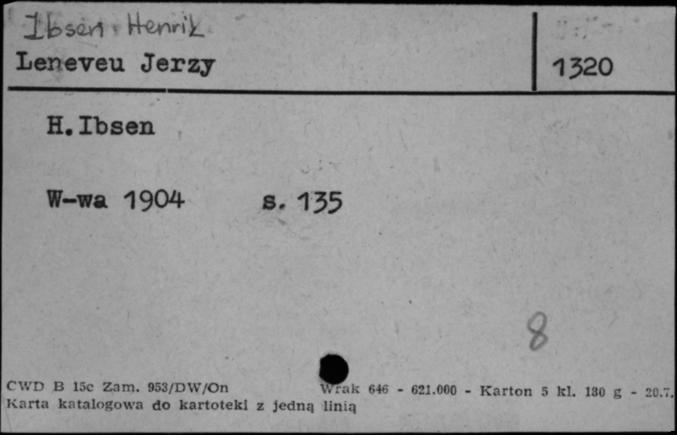 Ibsen Henrik
Leneveu Jerzy
1320
H.Ibsen
W-wa 1904 s. 135
8
CWD B 15c Zam. 953/DW/On Wrak 646 - 621.000 - Karton 5 kl. 180 g - 20.7.
Karta katalogowa do kartoteki z jedną linią